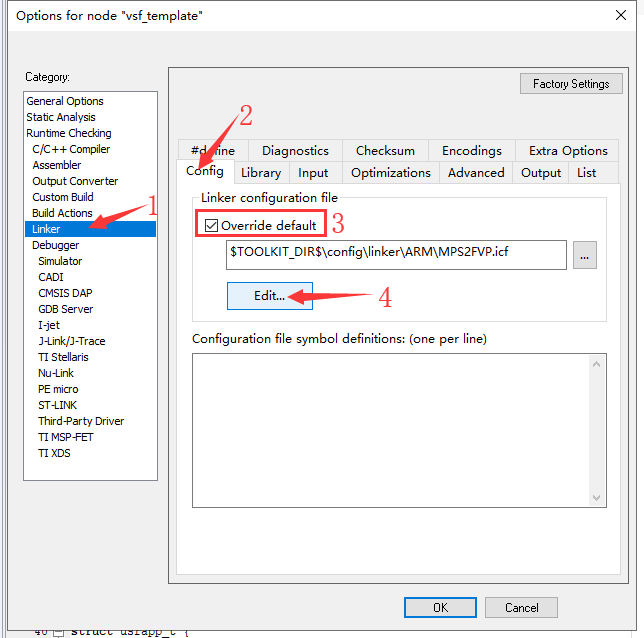 Options for node "vsf_template"
Category:
General Options
Static Analysis
Runtime Checking
C/C++ Compiler
Assembler
Output Converter
Custom Build
Build Actions
Linker
Debugger
Simulator
CADI
CMSIS DAP
GDB Server
I-jet
J-Link/J-Trace
TI Stellaris
Nu-Link
PE micro
ST-LINK
Third-Party Driver
TI MSP-FET
TI XDS
1
Factory Settings
2
#define Diagnostics Checksum Encodings Extra Options
Config Library Input Optimizations Advanced Output List
Linker configuration file
Override default 3
$TOOLKIT_DIR$\config\linker\ARM\MPS2FVP.icf
...
Edit... 4
Configuration file symbol definitions: (one per line)
OK Cancel
40 struct usrapp_t {